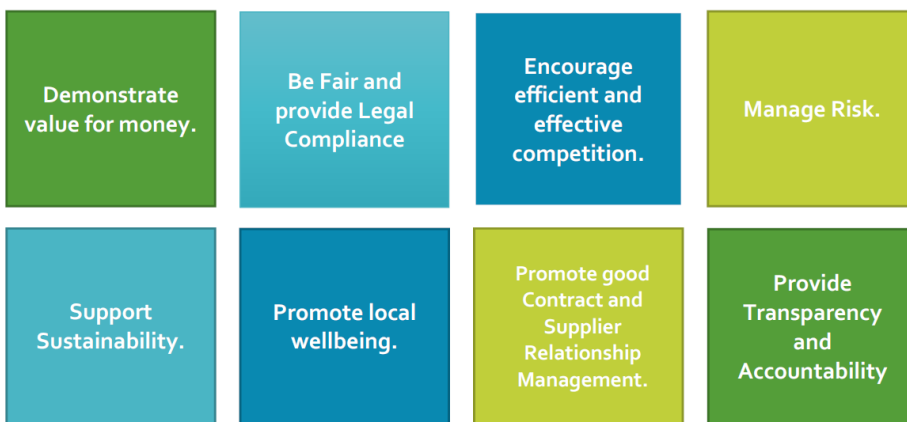 Demonstrate
value for money.
Be Fair and
provide Legal
Compliance
Encourage
efficient and
effective
competition.
Manage Risk.
Support
Sustainability.
Promote local
wellbeing.
Promote good
Contract and
Supplier
Relationship
Management.
Provide
Transparency
and
Accountability